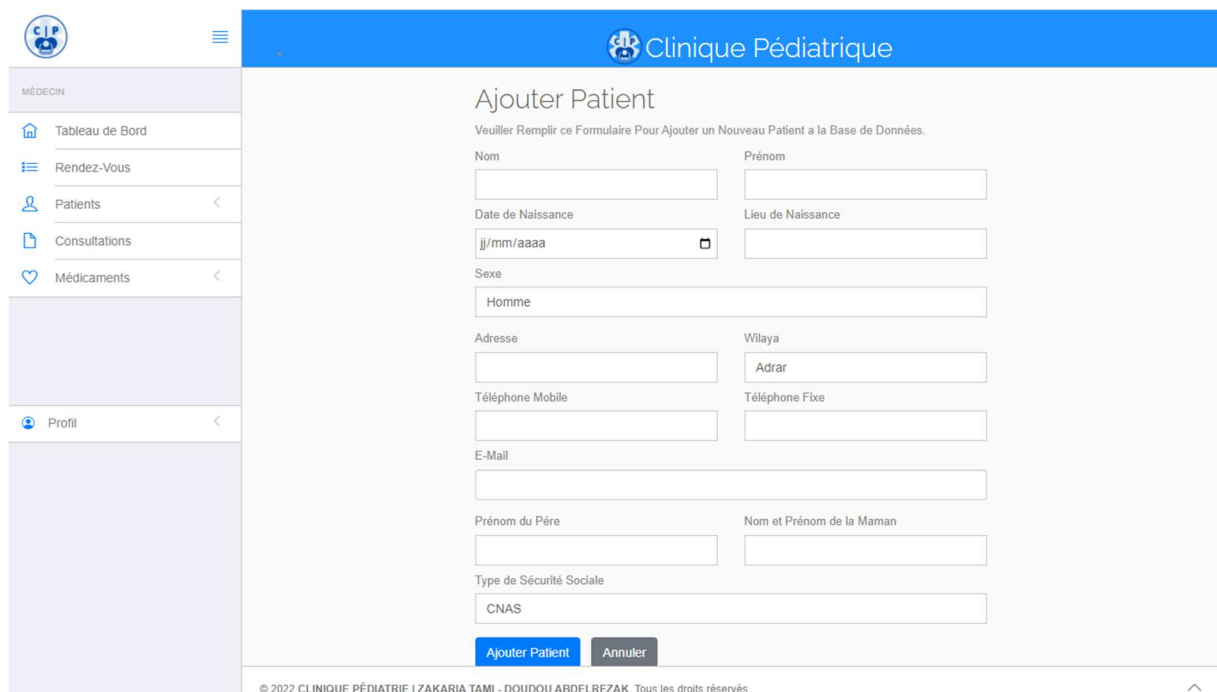 CIP
CIP Clinique Pédiatrique
MÉDECIN
Tableau de Bord
Rendez-Vous
Patients
Consultations
Médicaments
Profil
Ajouter Patient
Veuiller Remplir ce Formulaire Pour Ajouter un Nouveau Patient a la Base de Données.
Nom Prénom
Date de Naissance Lieu de Naissance
jj/mm/aaaa
Sexe
Homme
Adresse Wilaya
Adrar
Téléphone Mobile Téléphone Fixe
E-Mail
Prénom du Pére Nom et Prénom de la Maman
Type de Sécurité Sociale
CNAS
Ajouter Patient Annuler
© 2022 CLINIQUE PÉDIATRIE | ZAKARIA TAMI - DOUDOU ABDELREZAK. Tous les droits réservés